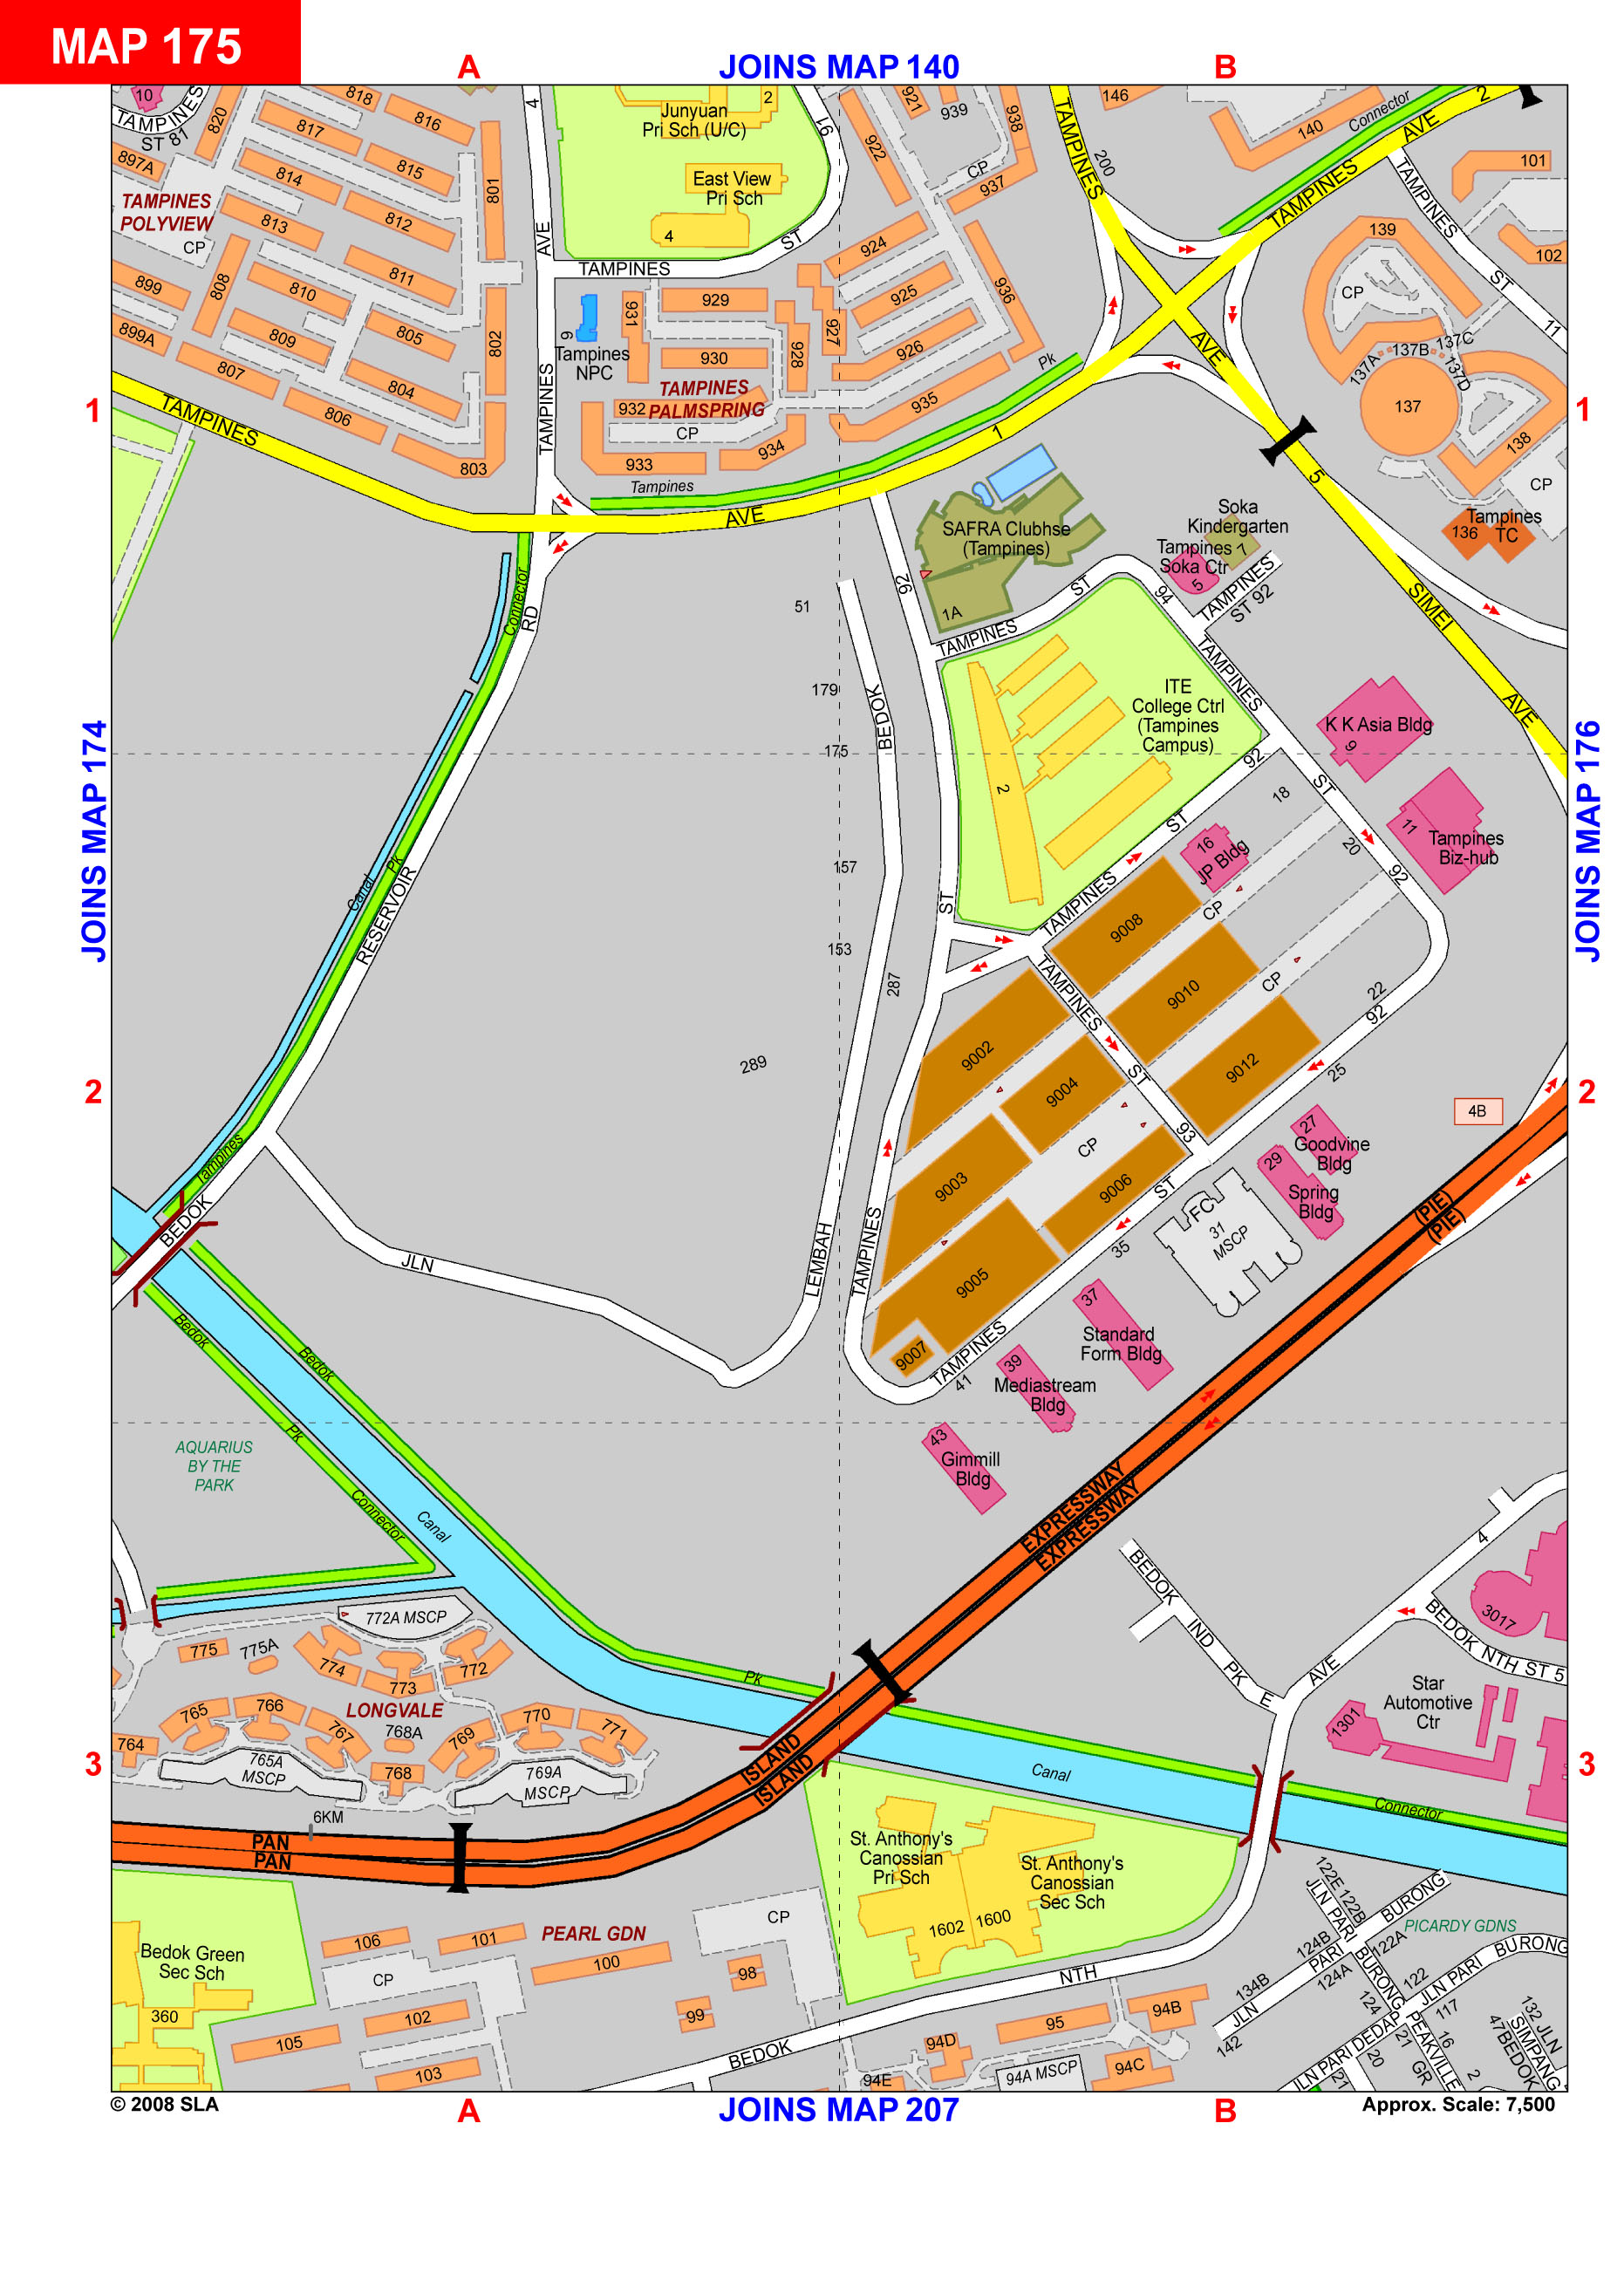 MAP 175
A
JOINS MAP 140
B
10
TAMPINES
ST 81
820
818
817
816
4
Junyuan
Pri Sch (U/C)
2
91
921
939
938
TAMPINES
146
200
140
Connector
AVE
2
101
897A
814
815
801
922
CP
937
TAMPINES
TAMPINES
POLYVIEW
CP
813
812
East View
Pri Sch
4
ST
AVE
924
TAMPINES
ST
11
139
102
CP
899
808
810
811
TAMPINES
931
929
927
925
936
899A
809
805
802
9
Tampines
NPC
930
928
926
Pk
AVE
137A
137B
137C
137D
807
804
TAMPINES
PALMSPRING
932
CP
935
137
138
1
TAMPINES
806
TAMPINES
934
933
803
1
5
CP
1
Tampines
AVE
SAFRA Clubhse
(Tampines)
1A
Soka
Kindergarten
7
Tampines
Soka Ctr
5
Tampines
TC
136
Connector
RD
51
92
ST
94
TAMPINES
TAMPINES
ST 92
SIMEI
AVE
179
BEDOK
ITE
College Ctrl
(Tampines
Campus)
2
TAMPINES
K K Asia Bldg
9
JOINS MAP 174
JOINS MAP 176
175
92
ST
18
ST
11
Tampines
Biz-hub
Canal
Pk
RESERVOIR
157
16
JP Bldg
20
92
ST
TAMPINES
CP
153
9008
287
TAMPINES
9010
CP
22
92
2
289
9002
9004
ST
9012
25
4B
2
Tampines
93
CP
27
Goodvine
Bldg
29
Spring
Bldg
9003
9006
ST
FC
31
MSCP
(PIE)
(PIE)
BEDOK
JLN
LEMBAH
TAMPINES
35
9005
37
Standard
Form Bldg
9007
TAMPINES
41
39
Mediastream
Bldg
Bedok
Bedok
Pk
43
Gimmill
Bldg
AQUARIUS
BY THE
PARK
Connector
Canal
EXPRESSWAY
EXPRESSWAY
BEDOK
IND
PK
E
AVE
4
3017
BEDOK NTH ST 5
772A MSCP
775
775A
774
773
772
Pk
LONGVALE
765
766
767
768A
769
770
771
Star
Automotive
Ctr
1301
3
764
765A
MSCP
768
769A
MSCP
ISLAND
ISLAND
Canal
3
6KM
PAN
PAN
Connector
St. Anthony's
Canossian
Pri Sch
St. Anthony's
Canossian
Sec Sch
1602
1600
122E
122B
JLN PARI
BURONG
PICARDY GDNS
PEARL GDN
CP
106
101
100
Bedok Green
Sec Sch
360
CP
98
99
102
105
103
NTH
BEDOK
124B
PARI
122A
124A
BURONG
134B
JLN
142
122
JLN PARI
BURONG
117
124
PEAKVILLE
16
21
GR
2
132
JLN
SIMPANG
47
BEDOK
JLN PARI DEDAP
20
21
95
94B
94D
94C
94E
94A MSCP
© 2008 SLA
A
JOINS MAP 207
B
Approx. Scale: 7,500